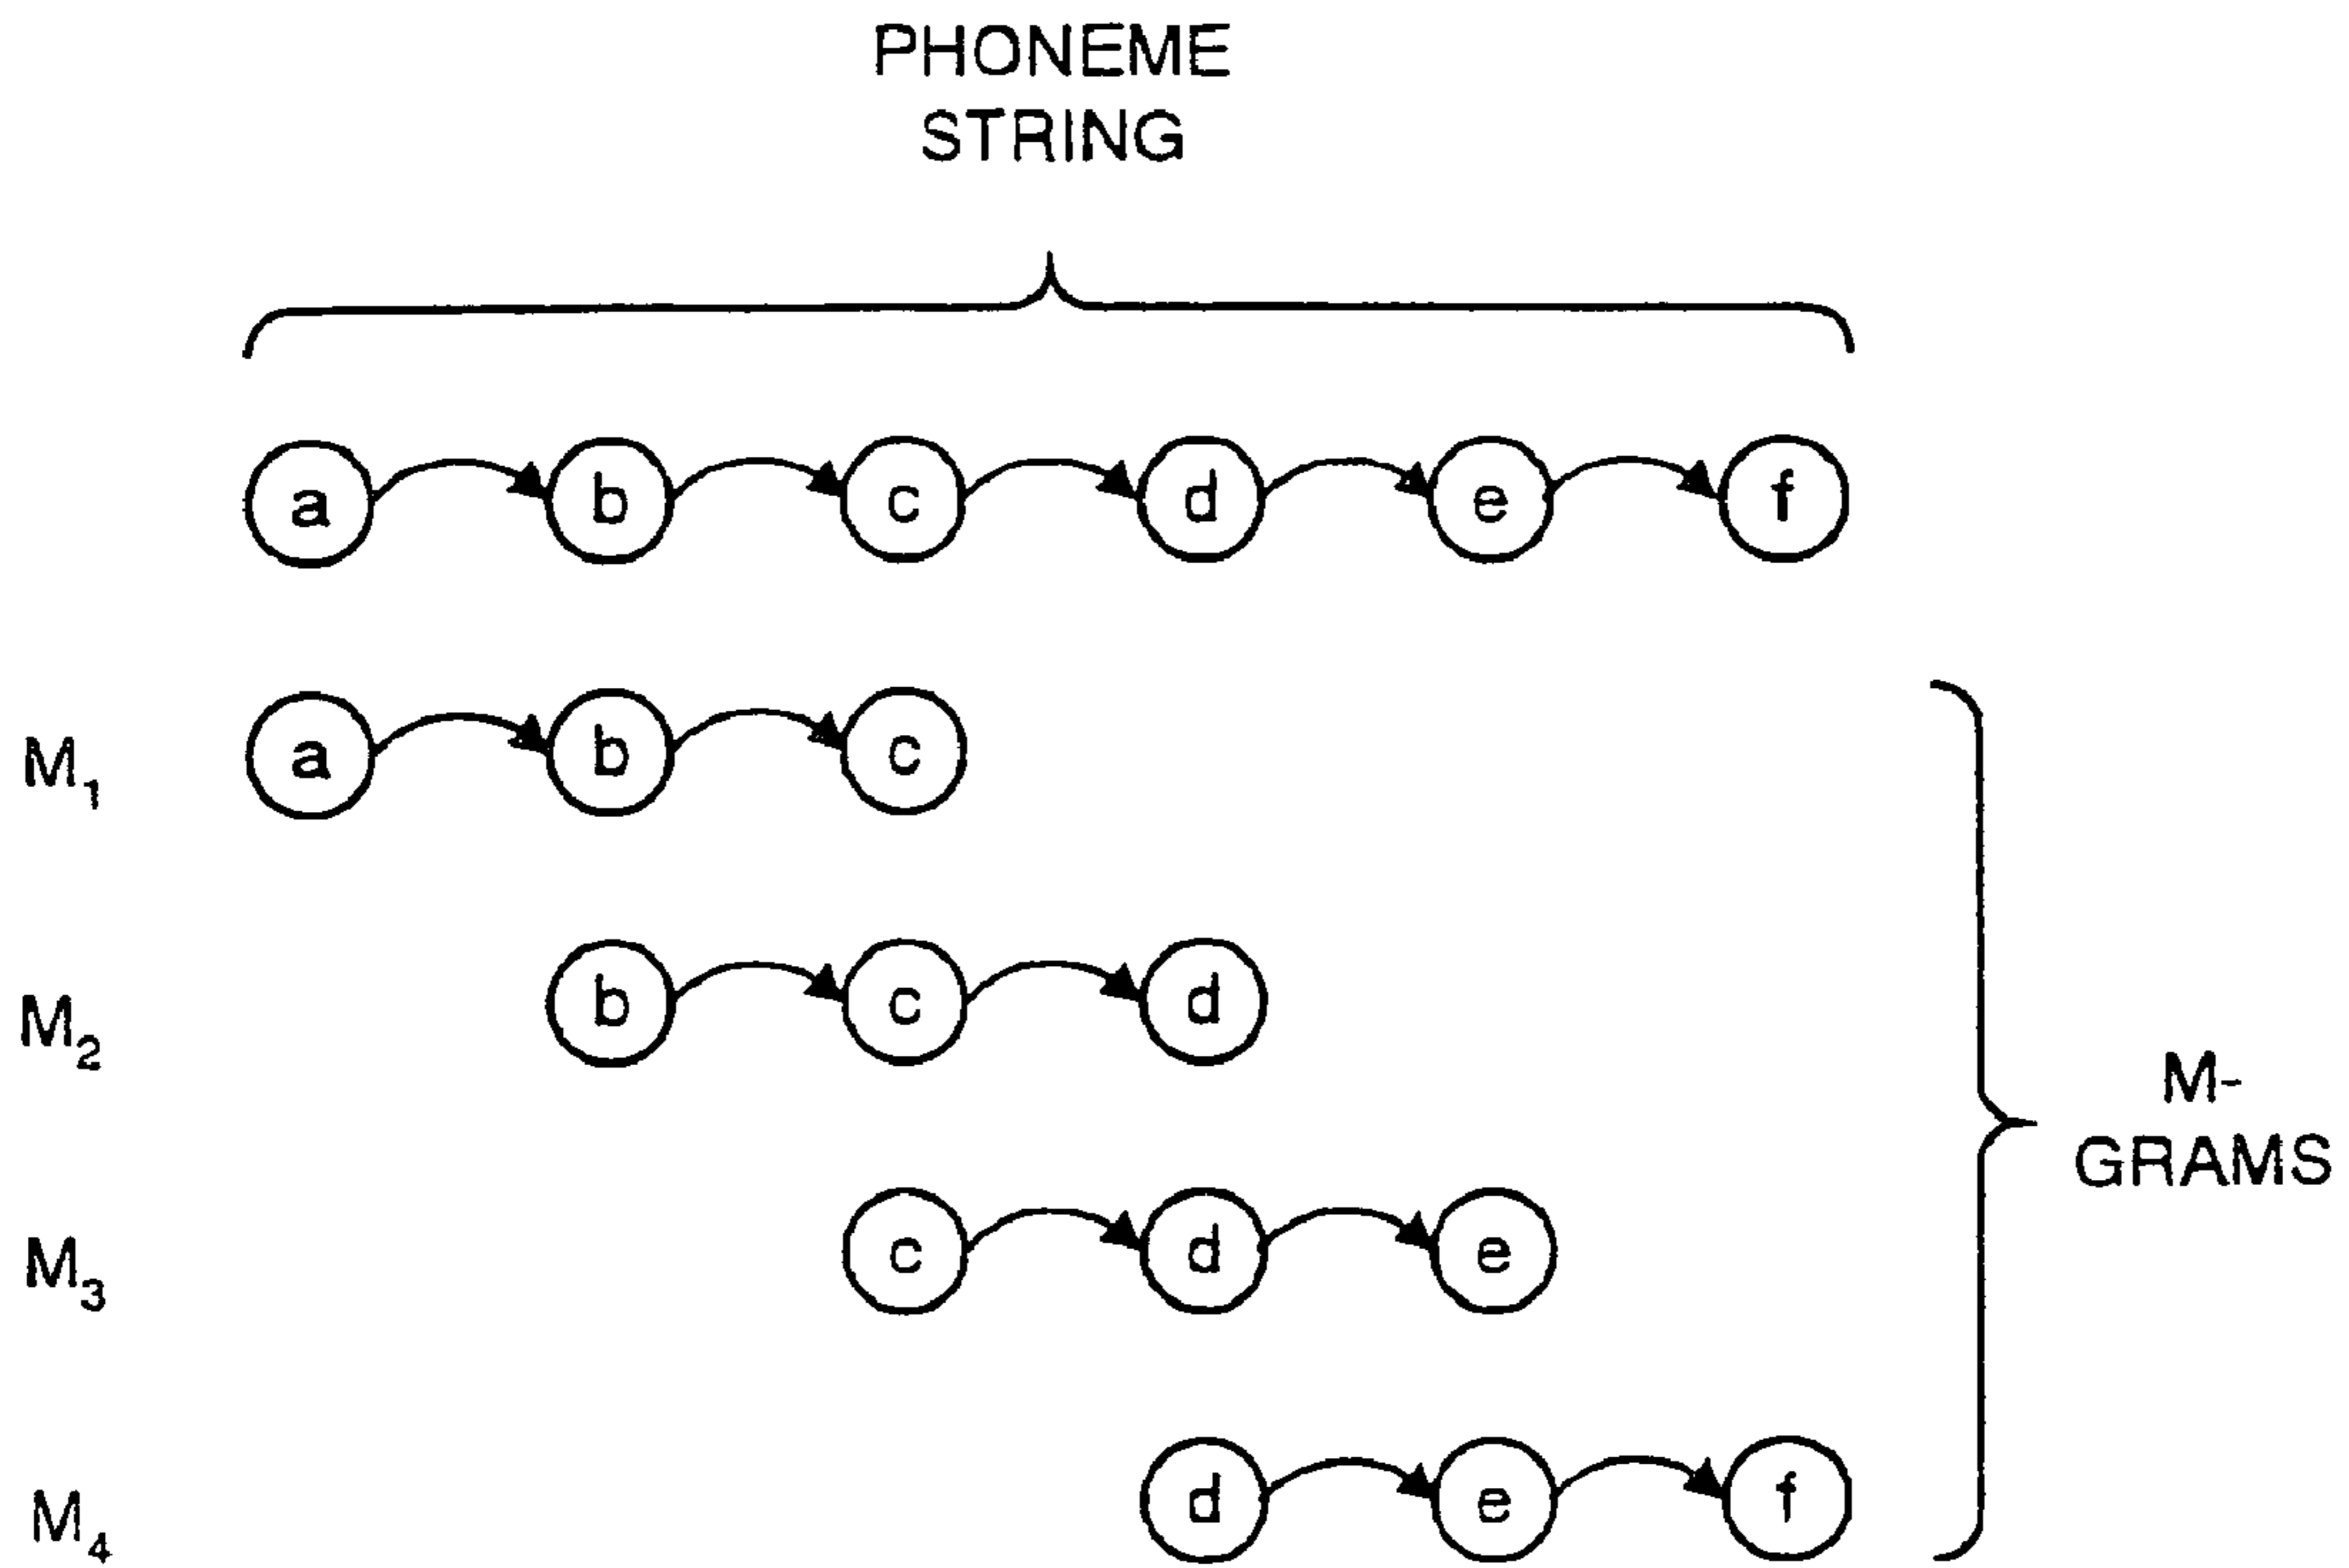 PHONEME
STRING
a b c d e f
M1 a b c
M2 b c d
M3 c d e
M4 d e f
M-
GRAMS